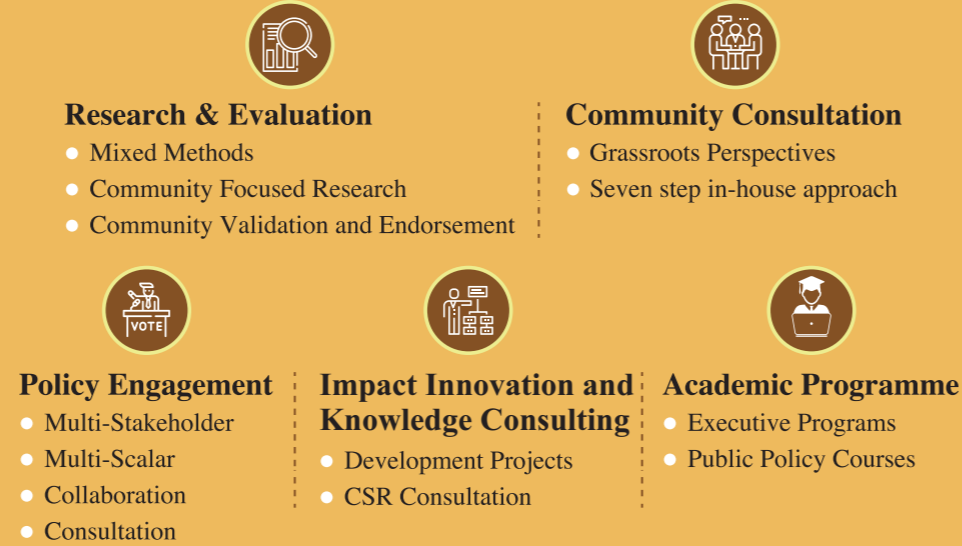 Research & Evaluation
Mixed Methods
Community Focused Research
Community Validation and Endorsement
Community Consultation
Grassroots Perspectives
Seven step in-house approach
VOTE
Policy Engagement
Multi-Stakeholder
Multi-Scalar
Collaboration
Consultation
Impact Innovation and
Knowledge Consulting
Development Projects
CSR Consultation
Academic Programme
Executive Programs
Public Policy Courses